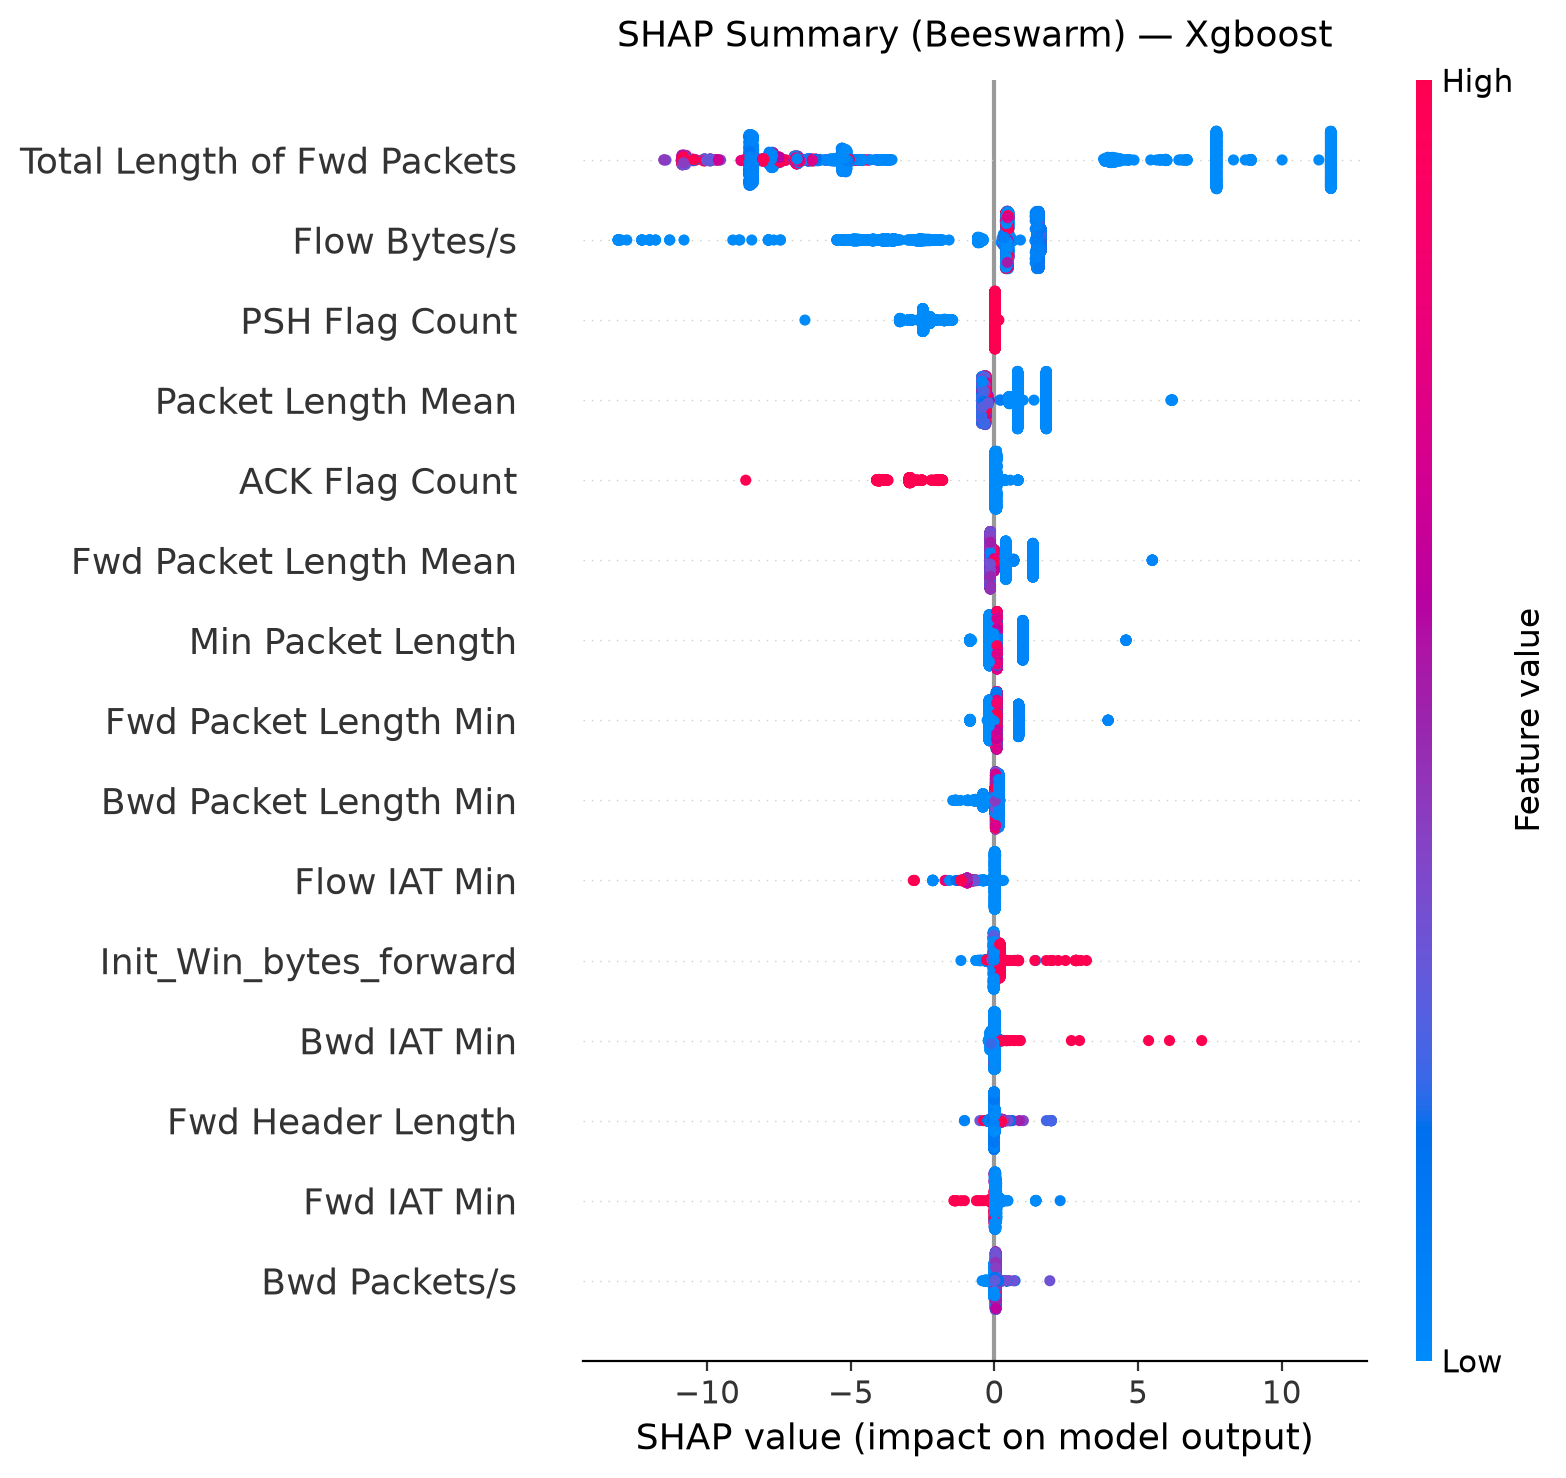 SHAP Summary (Beeswarm) — Xgboost
High
Total Length of Fwd Packets
Flow Bytes/s
PSH Flag Count
Packet Length Mean
ACK Flag Count
Fwd Packet Length Mean
Min Packet Length
Fwd Packet Length Min
Bwd Packet Length Min
Flow IAT Min
Init_Win_bytes_forward
Bwd IAT Min
Fwd Header Length
Fwd IAT Min
Bwd Packets/s
Feature value
Low
−10 −5 0 5 10
SHAP value (impact on model output)